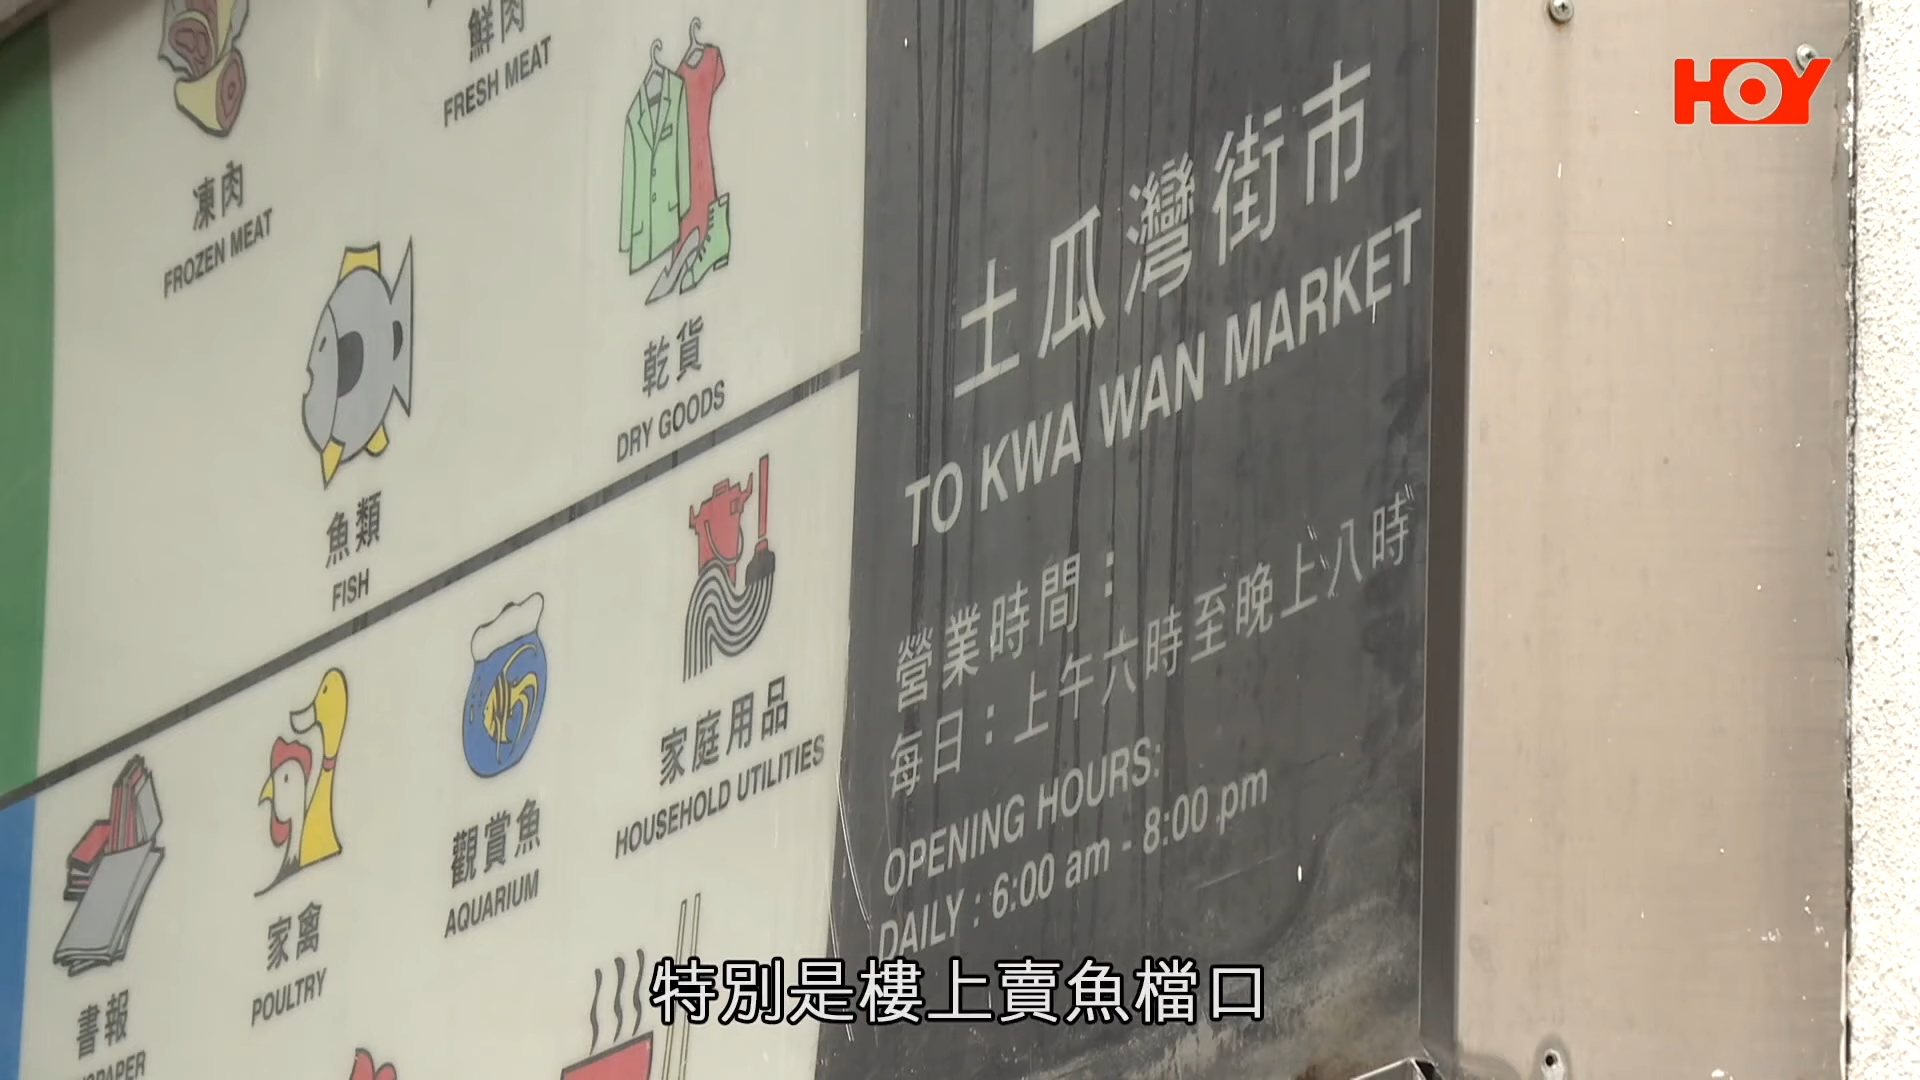 鮮肉
FRESH MEAT
凍肉
FROZEN MEAT
魚類
FISH
乾貨
DRY GOODS
書報
家禽
POULTRY
觀賞魚
AQUARIUM
家庭用品
HOUSEHOLD UTILITIES
土瓜灣街市
TO KWA WAN MARKET
營業時間：
每日：上午六時至晚上八時
OPENING HOURS:
DAILY : 6:00 am - 8:00 pm
HOY
特別是樓上賣魚檔口